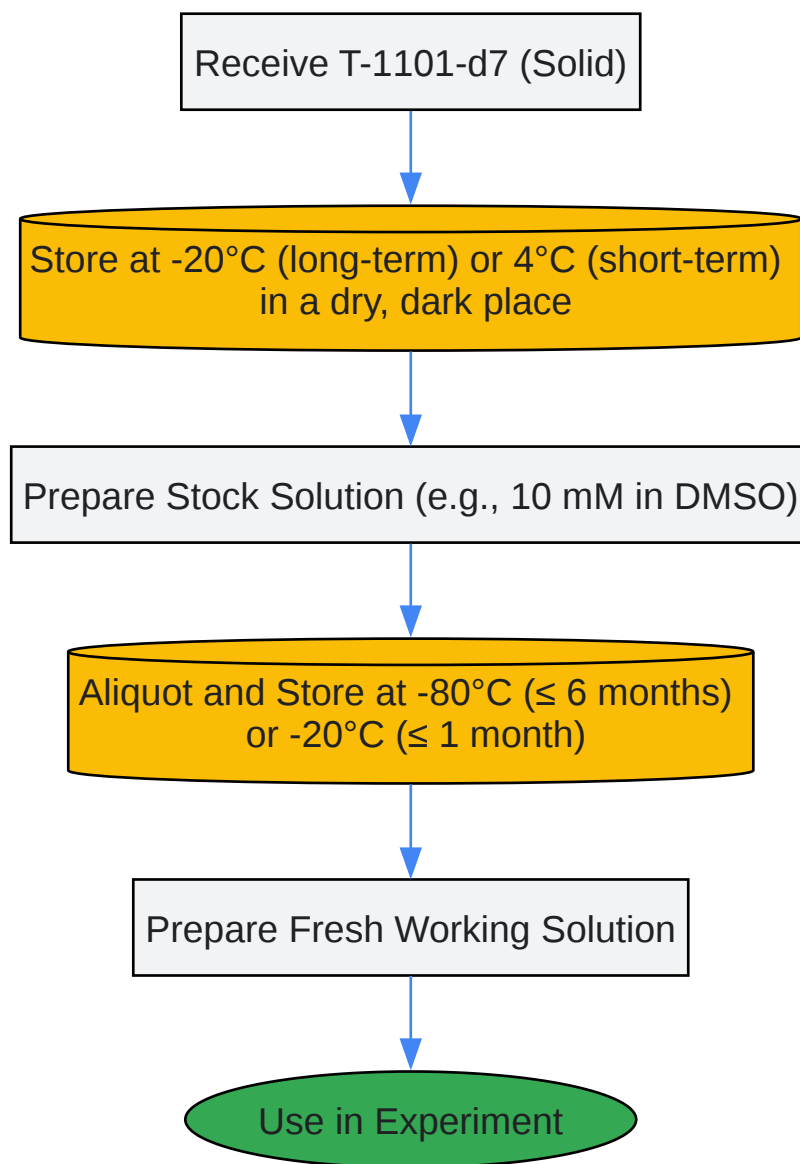 Receive T-1101-d7 (Solid)
Store at -20°C (long-term) or 4°C (short-term)
in a dry, dark place
Prepare Stock Solution (e.g., 10 mM in DMSO)
Aliquot and Store at -80°C (≤ 6 months)
or -20°C (≤ 1 month)
Prepare Fresh Working Solution
Use in Experiment